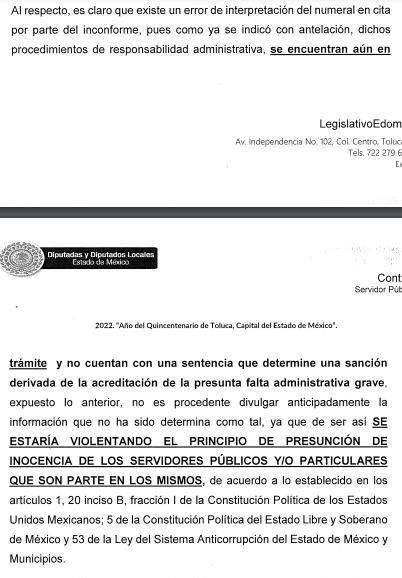 Al respecto, es claro que existe un error de interpretación del numeral en cita
por parte del inconforme, pues como ya se indicó con antelación, dichos
procedimientos de responsabilidad administrativa, se encuentran aún en
LegislativoEdom
Av. Independencia No. 102, Col. Centro, Toluca
Tels. 722 279 6
Ex
Diputadas y Diputados Locales
Estado de México
Cont
Servidor Púb
2022. "Año del Quincentenario de Toluca, Capital del Estado de México".
trámite y no cuentan con una sentencia que determine una sanción
derivada de la acreditación de la presunta falta administrativa grave,
expuesto lo anterior, no es procedente divulgar anticipadamente la
información que no ha sido determina como tal, ya que de ser así SE
ESTARÍA VIOLENTANDO EL PRINCIPIO DE PRESUNCIÓN DE
INOCENCIA DE LOS SERVIDORES PÚBLICOS Y/O PARTICULARES
QUE SON PARTE EN LOS MISMOS, de acuerdo a lo establecido en los
artículos 1, 20 inciso B, fracción I de la Constitución Política de los Estados
Unidos Mexicanos; 5 de la Constitución Política del Estado Libre y Soberano
de México y 53 de la Ley del Sistema Anticorrupción del Estado de México y
Municipios.